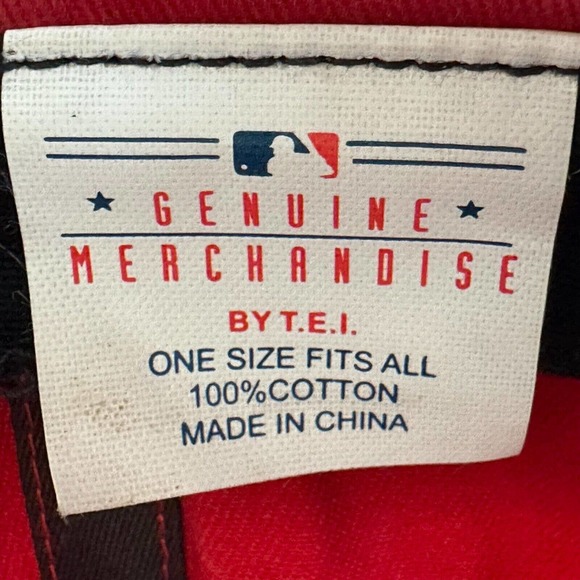 GENUINE
MERCHANDISE
BY T.E.I.
ONE SIZE FITS ALL
100%COTTON
MADE IN CHINA